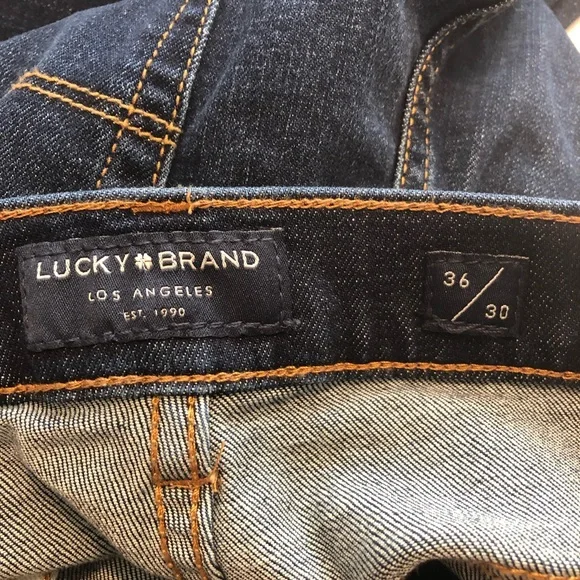 LUCKY BRAND
LOS ANGELES
EST. 1990
36/30